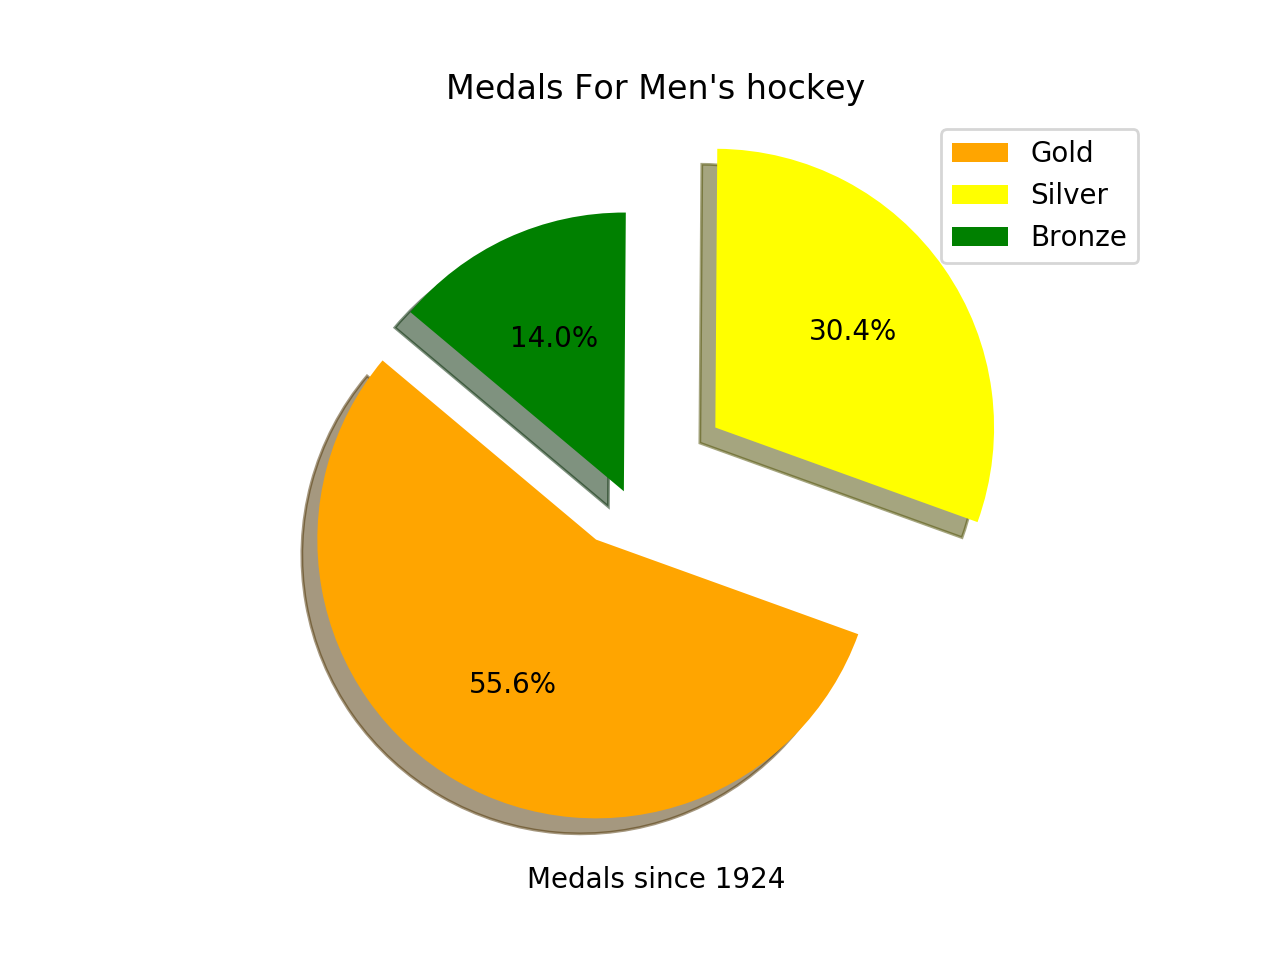 Medals For Men's hockey
Gold
Silver
Bronze
30.4%
14.0%
55.6%
Medals since 1924